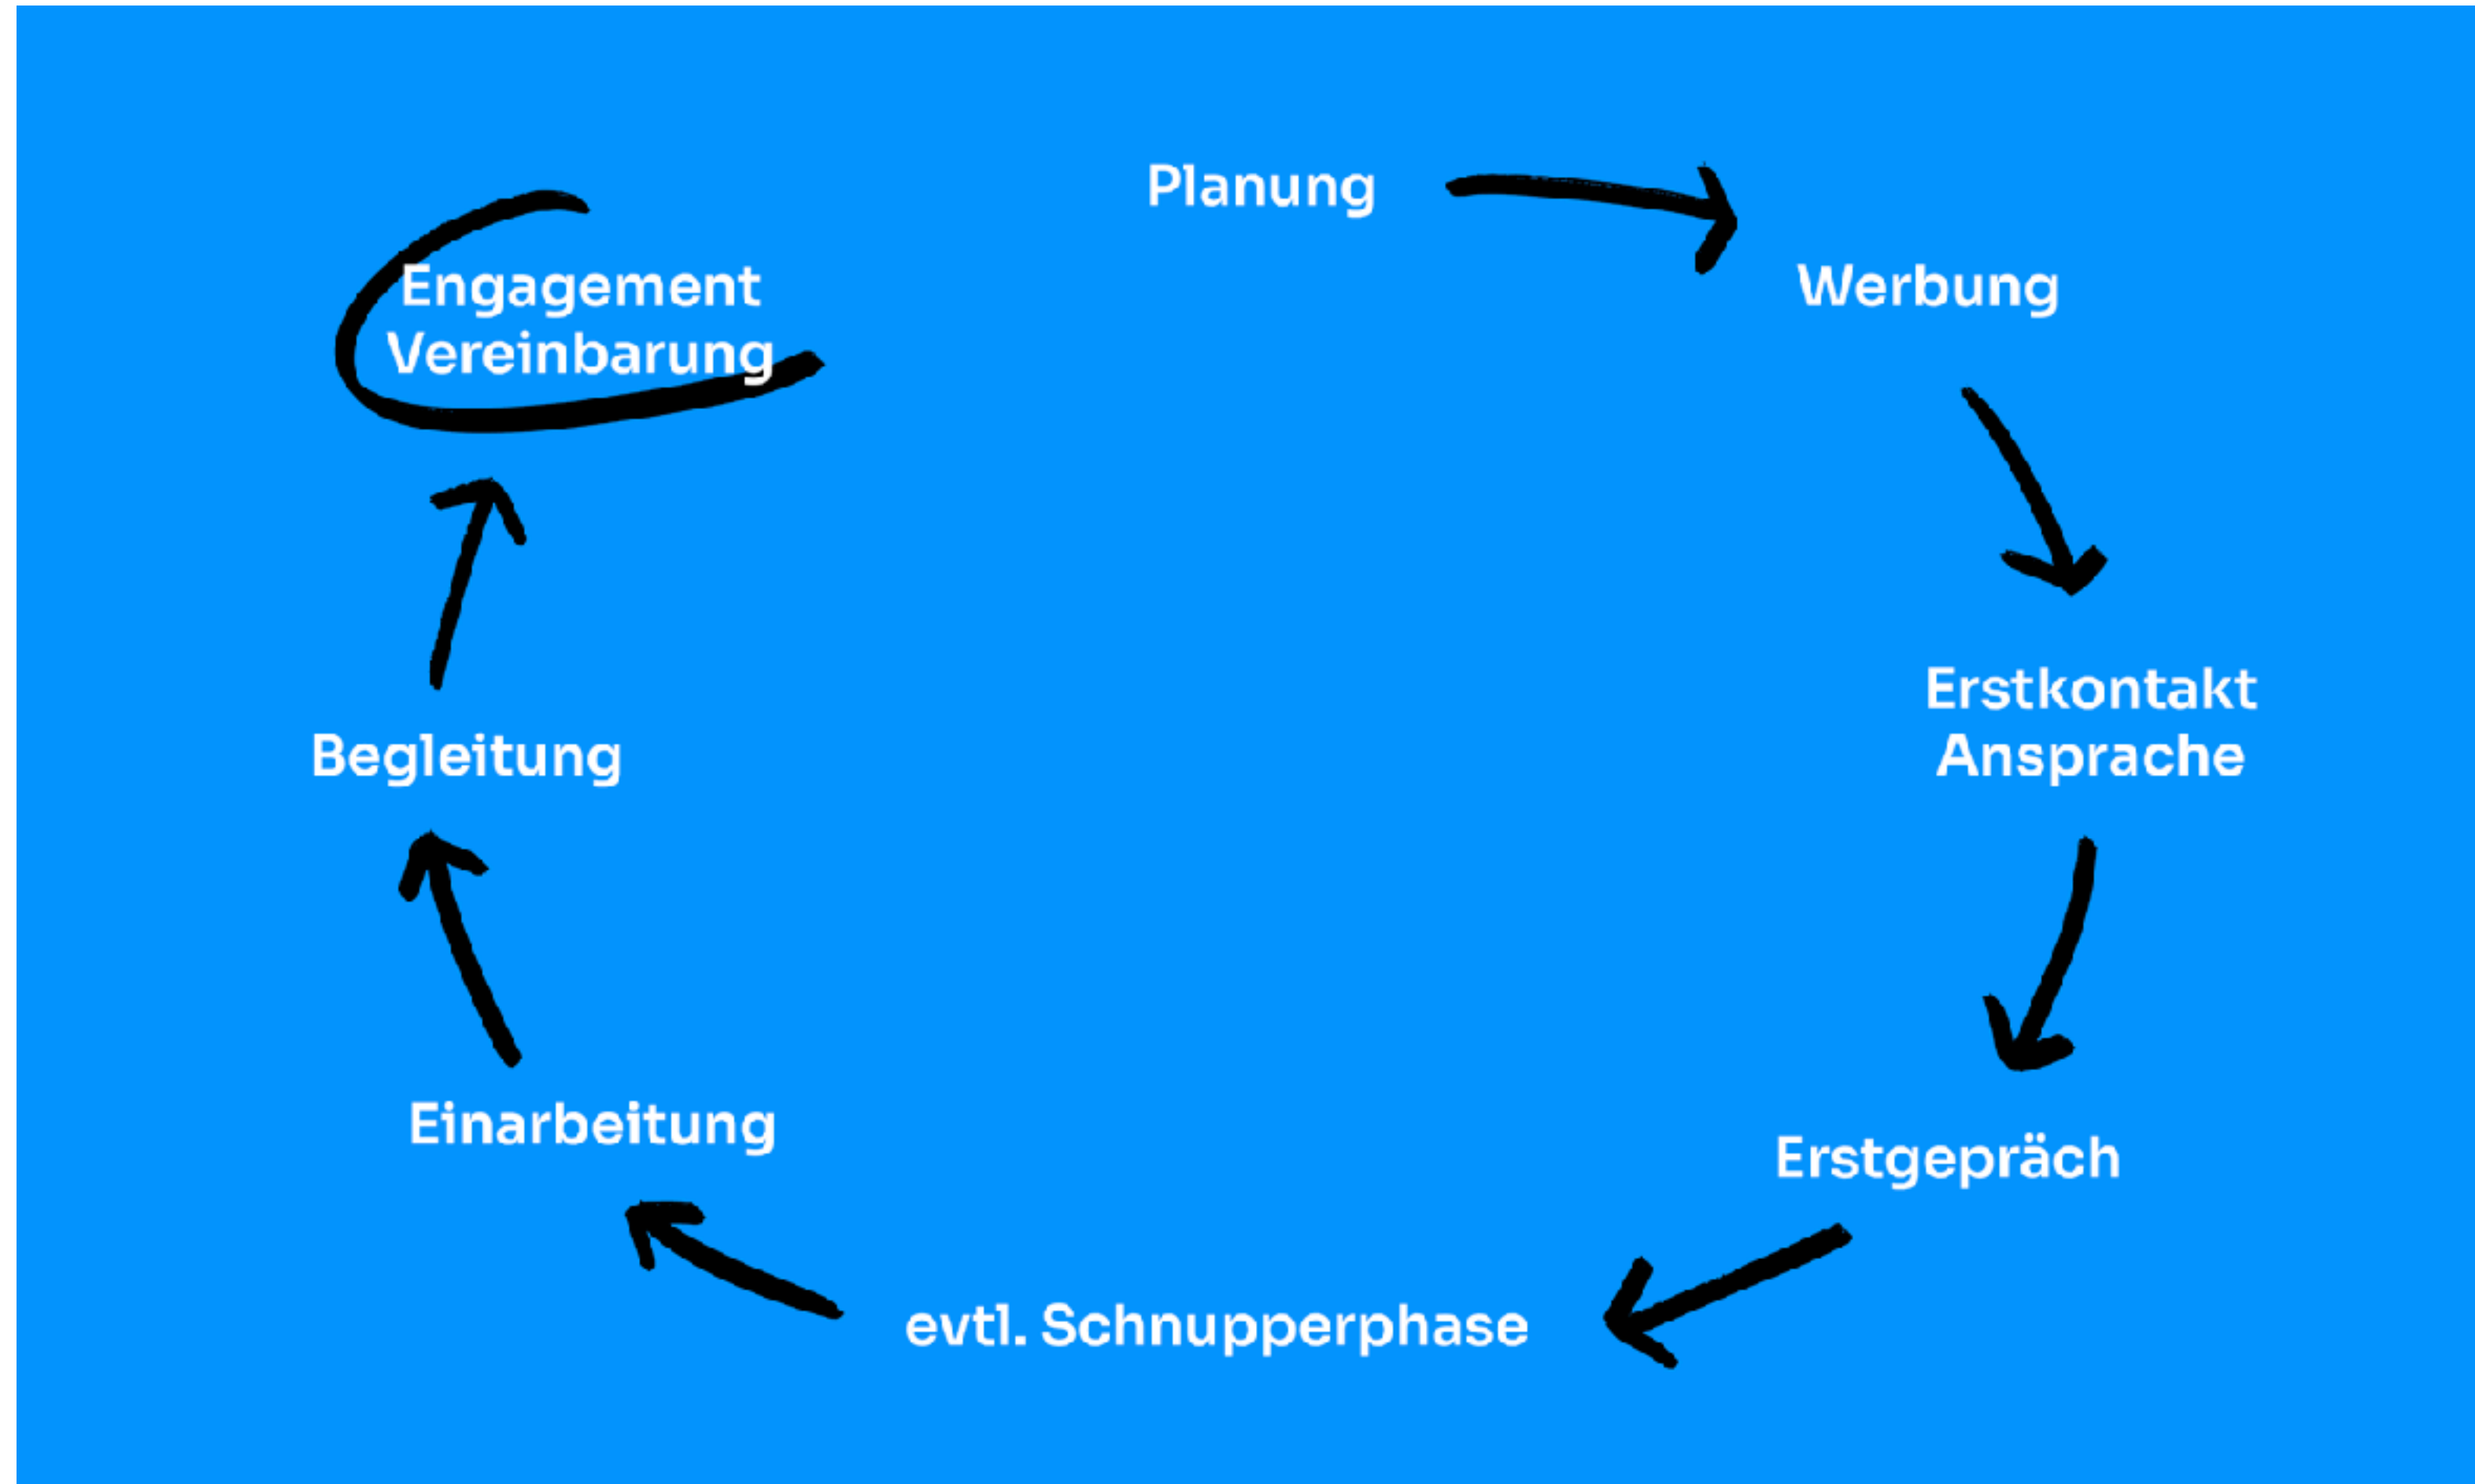 Planung
Werbung
Erstkontakt
Ansprache
Erstgepräch
evtl. Schnupperphase
Einarbeitung
Begleitung
Engagement
Vereinbarung